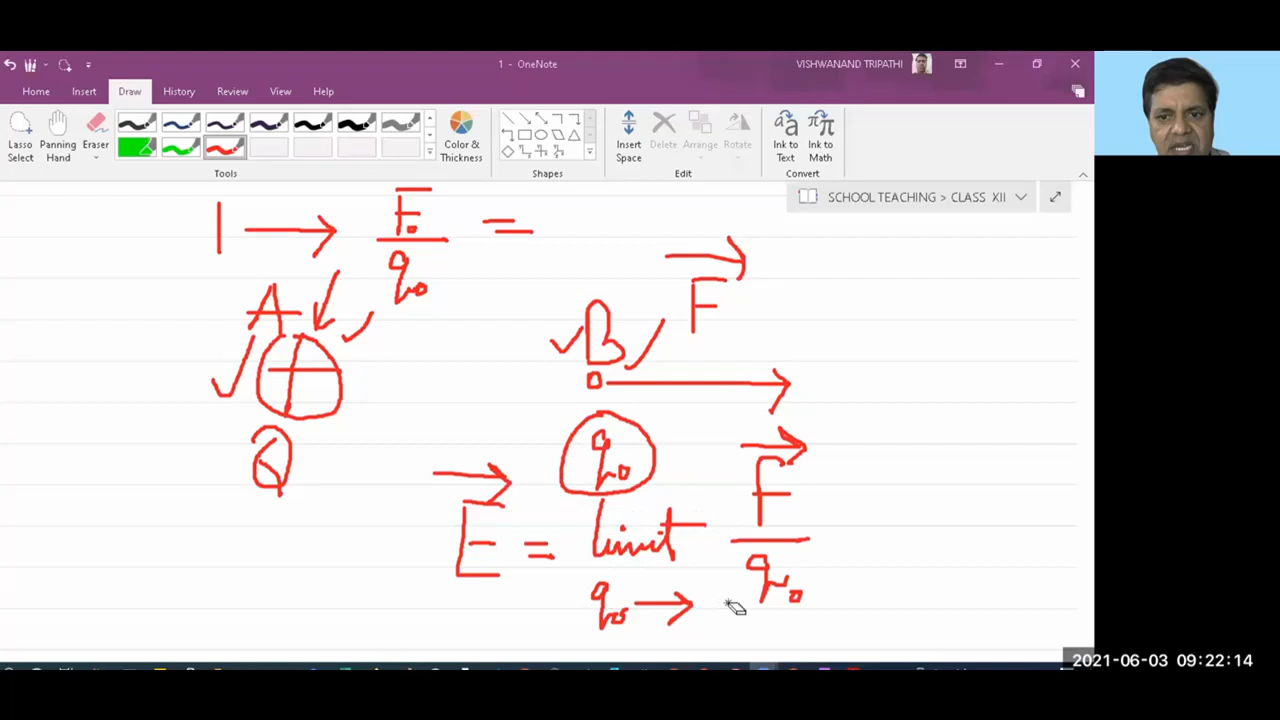 1 - OneNote
VISHWANAND TRIPATHI
Home Insert Draw History Review View Help
Lasso Select
Panning Hand
Eraser
Color & Thickness
Insert Space
Delete
Arrange
Rotate
Ink to Text
Ink to Math
Tools
Shapes
Edit
Convert
SCHOOL TEACHING > CLASS XII
1 → F₀ / q₀ =
A
B
F
Q
q₀
E = limit F / q₀
q₀ →
2021-06-03 09:22:14